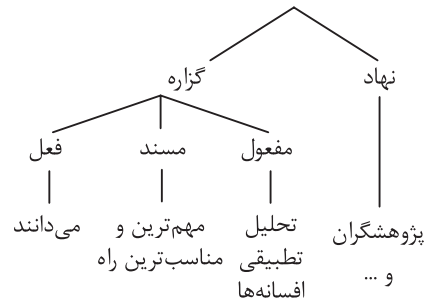 نهاد
گزاره
مفعول
مسند
فعل
پژوهشگران
و ...
تحلیل
تطبیقی
افسانه‌ها
مهم‌ترین و
مناسب‌ترین راه
می‌دانند